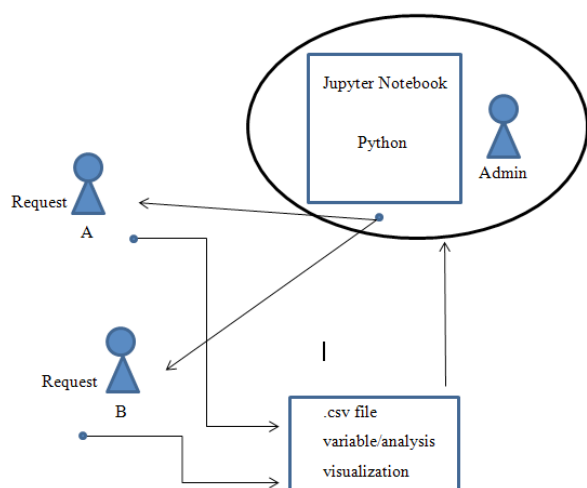 Jupyter Notebook
Python
Admin
Request
A
Request
B
.csv file
variable/analysis
visualization